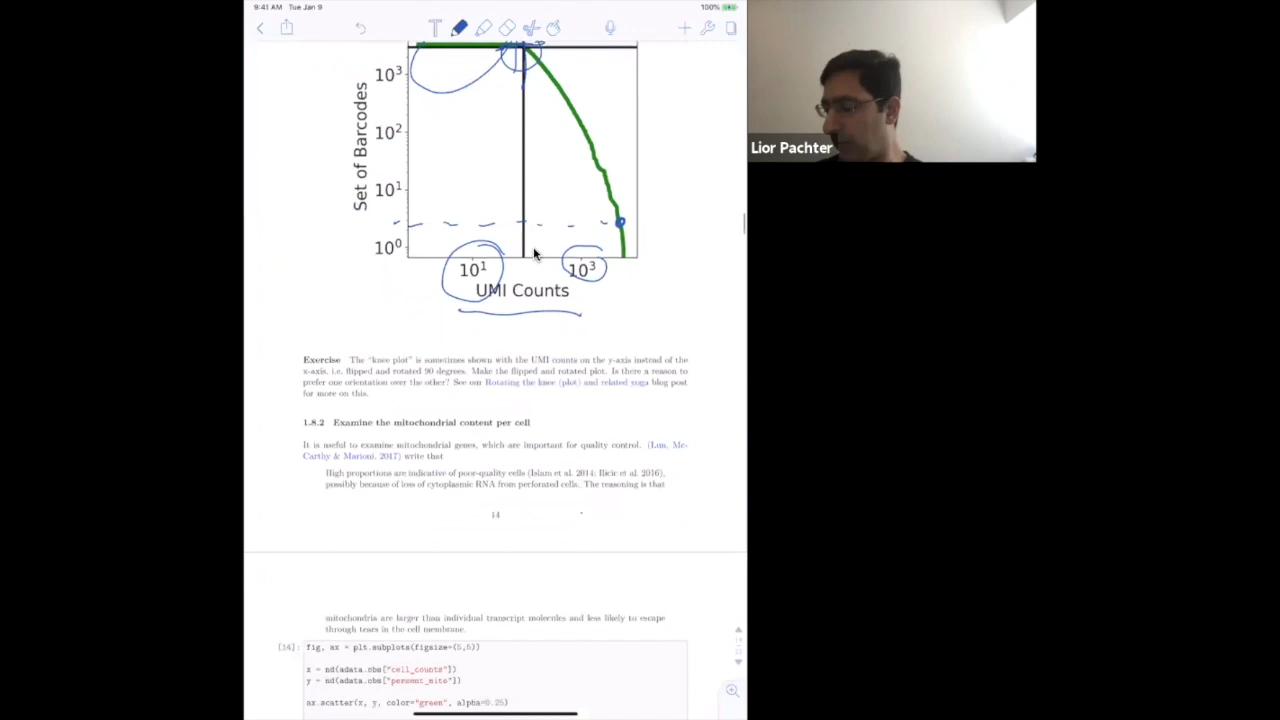 9:41 AM Tue Jan 9
100%
T
Lior Pachter
10³
10²
10¹
10⁰
Set of Barcodes
10¹
10³
UMI Counts
Exercise The "knee plot" is sometimes shown with the UMI counts on the y-axis instead of the
x-axis, i.e. flipped and rotated 90 degrees. Make the flipped and rotated plot. Is there a reason to
prefer one orientation over the other? See our Rotating the knee (plot) and related yoga blog post
for more on this.
1.8.2 Examine the mitochondrial content per cell
It is useful to examine mitochondrial genes, which are important for quality control. (Lun, Mc-
Carthy & Marioni, 2017) write that
High proportions are indicative of poor-quality cells (Islam et al. 2014; Ilicic et al. 2016),
possibly because of loss of cytoplasmic RNA from perforated cells. The reasoning is that
14
mitochondria are larger than individual transcript molecules and less likely to escape
through tears in the cell membrane.
[14]: fig, ax = plt.subplots(figsize=(5,5))
x = nd(adata.obs["cell_counts"])
y = nd(adata.obs["percent_mito"])
ax.scatter(x, y, color="green", alpha=0.25)